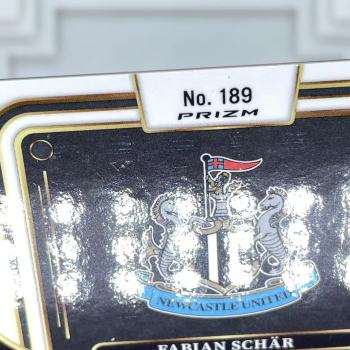 No. 189
PRIZM
NEWCASTLE UNITED
FABIAN SCHÄR